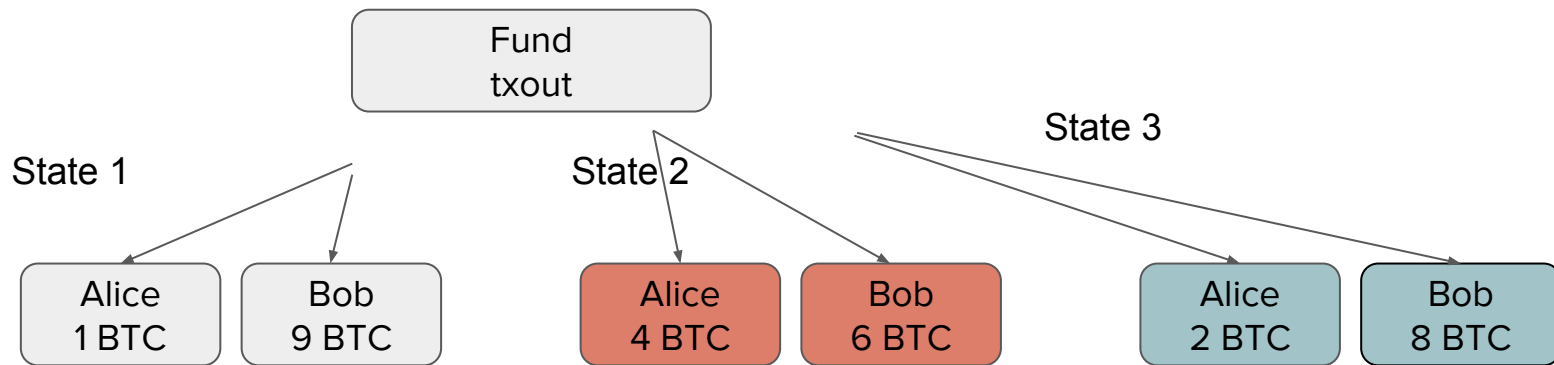 Fund
txout
State 1
State 2
State 3
Alice
1 BTC
Bob
9 BTC
Alice
4 BTC
Bob
6 BTC
Alice
2 BTC
Bob
8 BTC